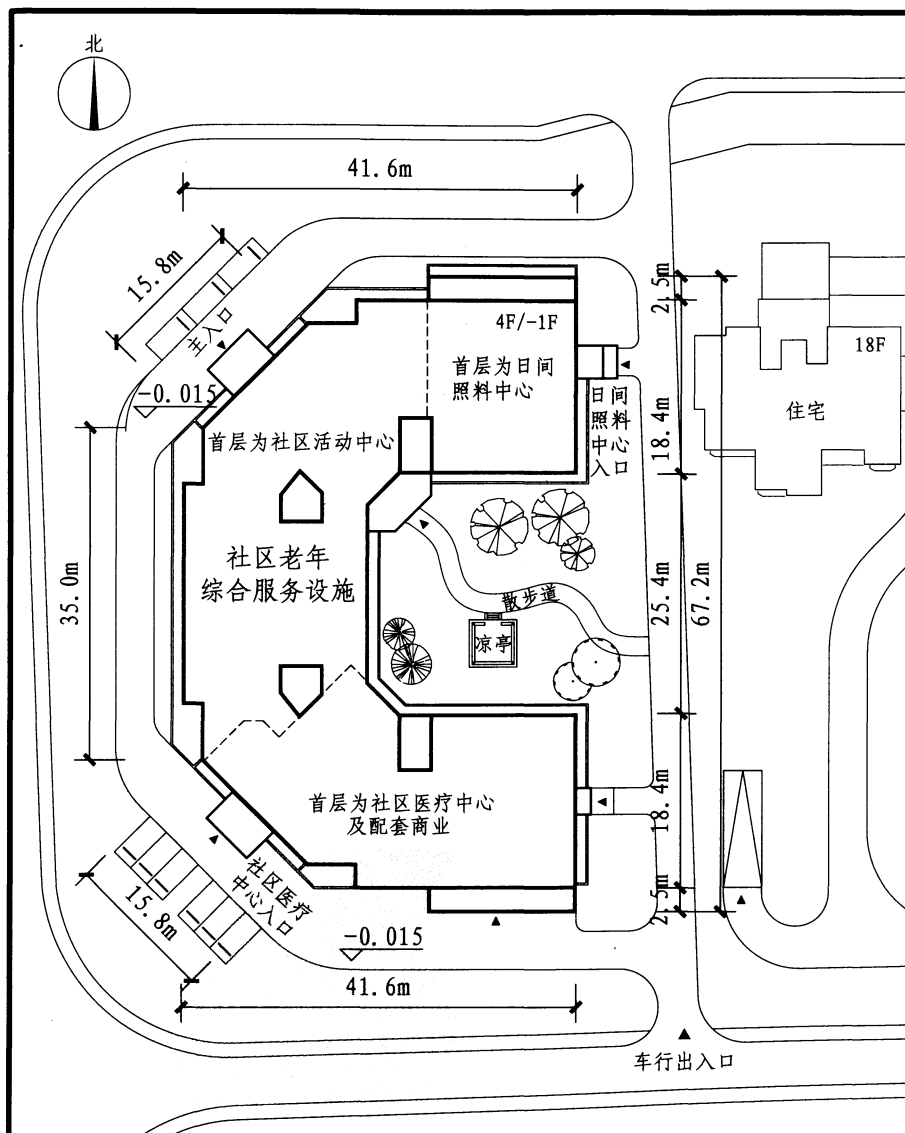 北
41.6m
15.8m
主入口
-0.015
4F/-1F
首层为日间
照料中心
2.5m
18F
住宅
日间
照料
中心
入口
18.4m
首层为社区活动中心
社区老年
综合服务设施
35.0m
散步道
凉亭
25.4m
67.2m
首层为社区医疗中心
及配套商业
18.4m
社区医疗
中心入口
15.8m
2.5m
-0.015
41.6m
车行出入口